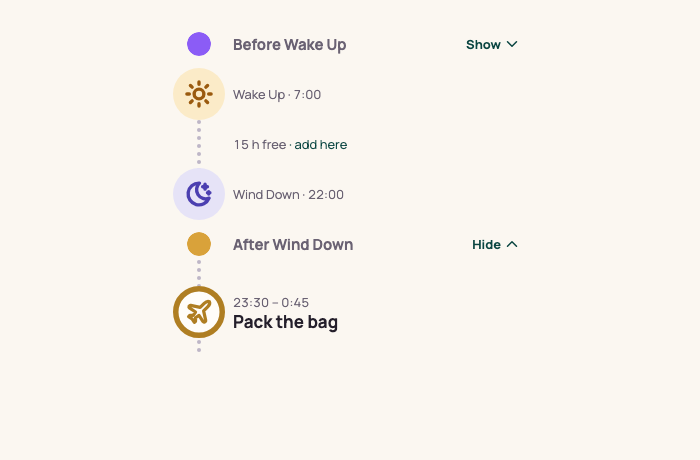 Before Wake Up Show
Wake Up · 7:00
15 h free · add here
Wind Down · 22:00
After Wind Down Hide
23:30 – 0:45
Pack the bag